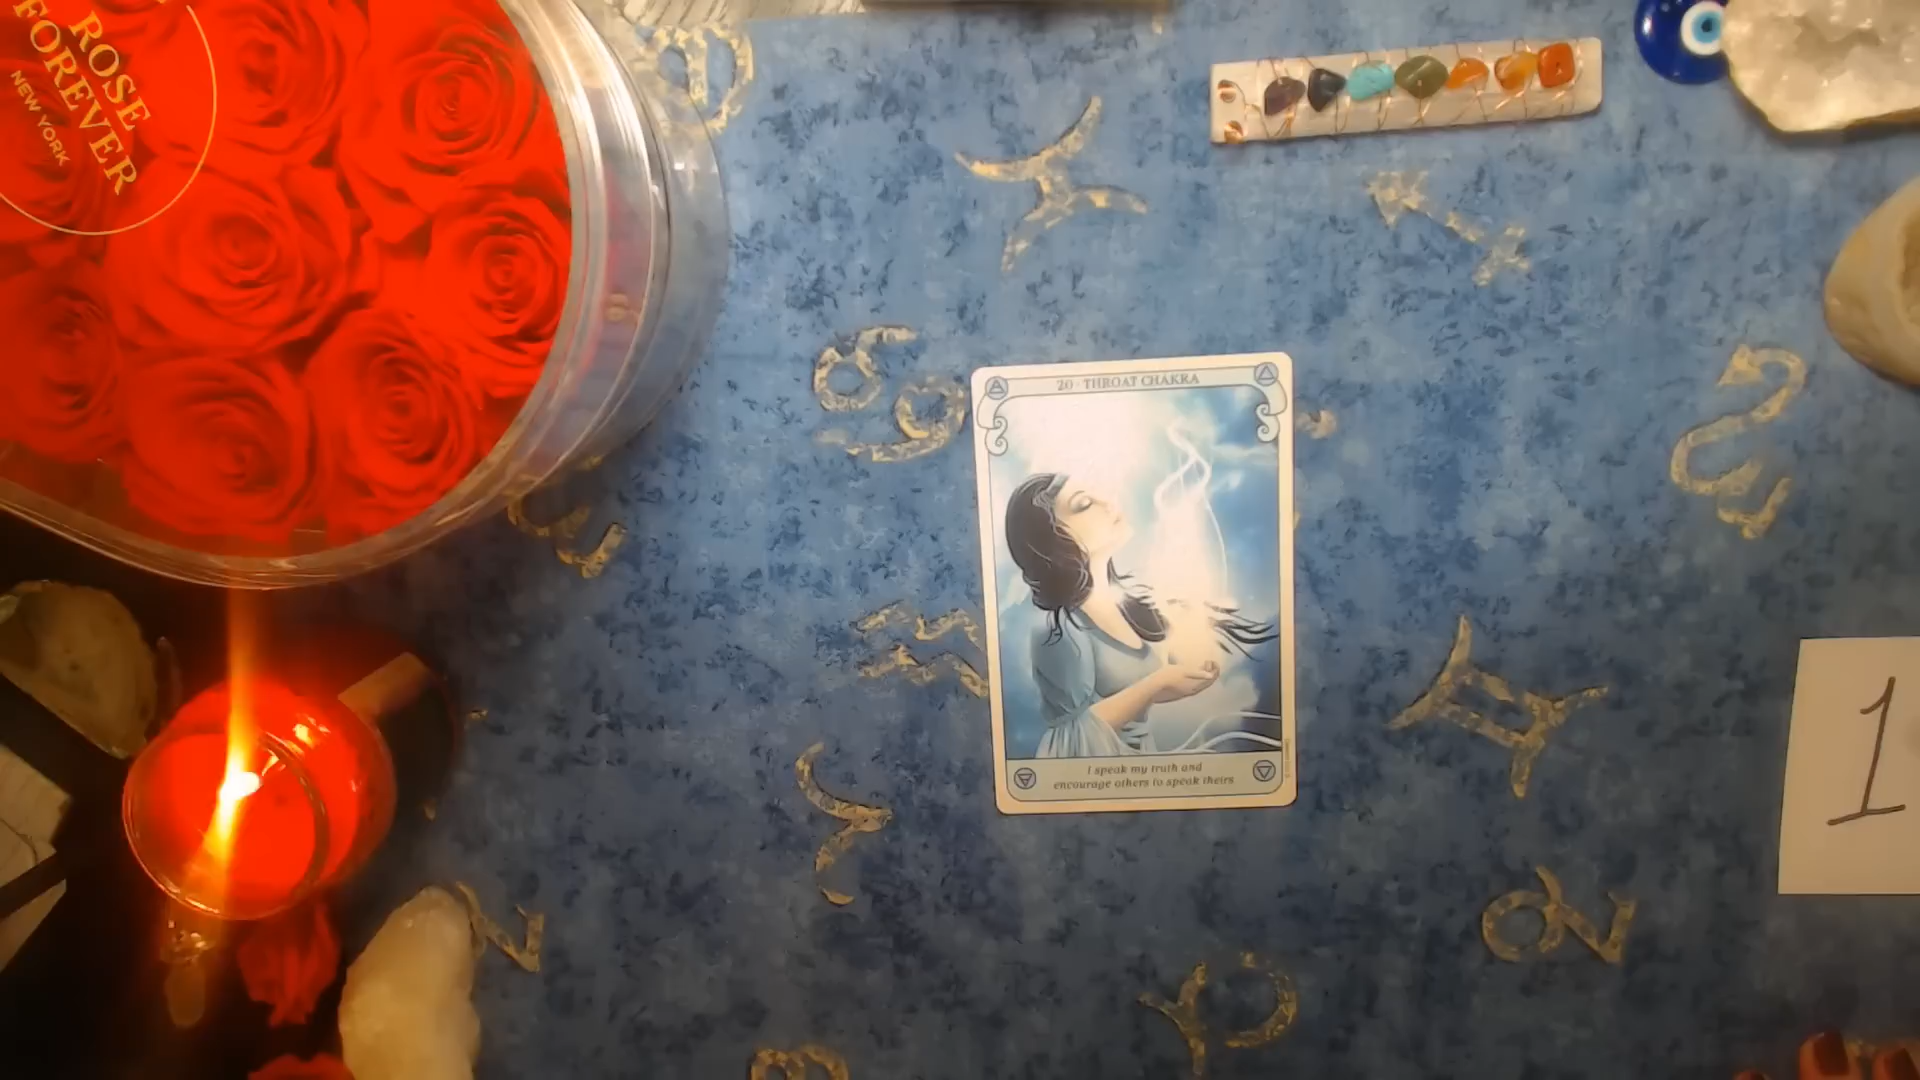 ROSE
FOREVER
NEW YORK
20 · THROAT CHAKRA
I speak my truth and
encourage others to speak theirs
1